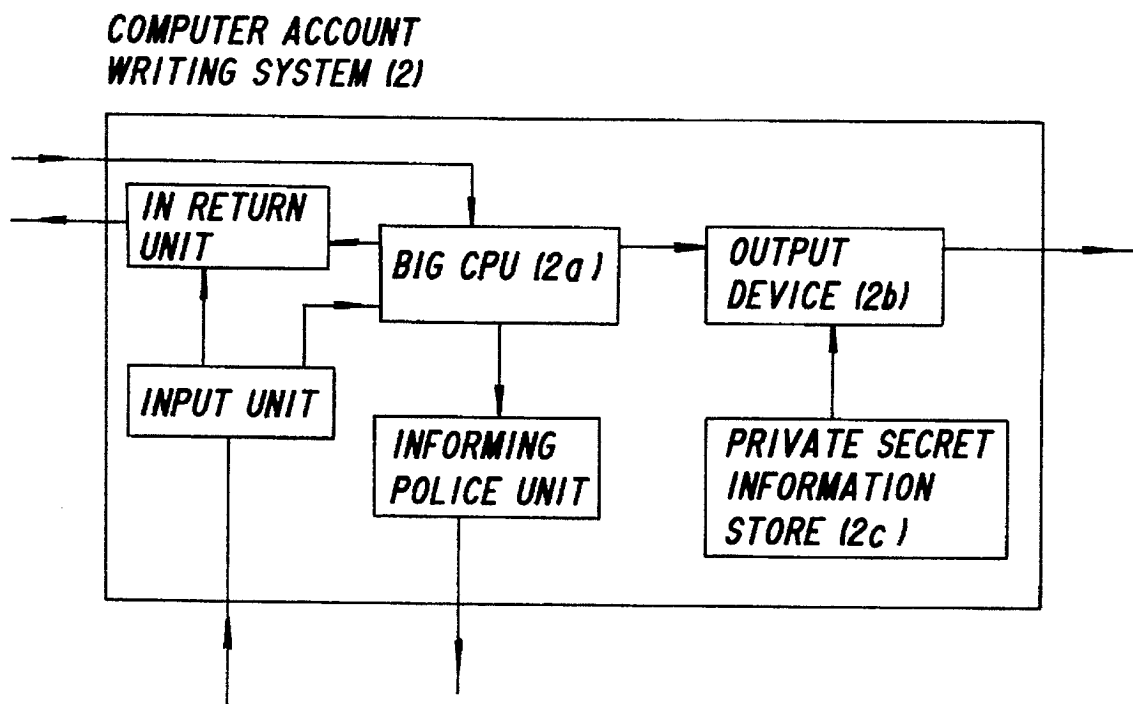 COMPUTER ACCOUNT
WRITING SYSTEM (2)
IN RETURN
UNIT
BIG CPU (2a)
OUTPUT
DEVICE (2b)
INPUT UNIT
INFORMING
POLICE UNIT
PRIVATE SECRET
INFORMATION
STORE (2c)